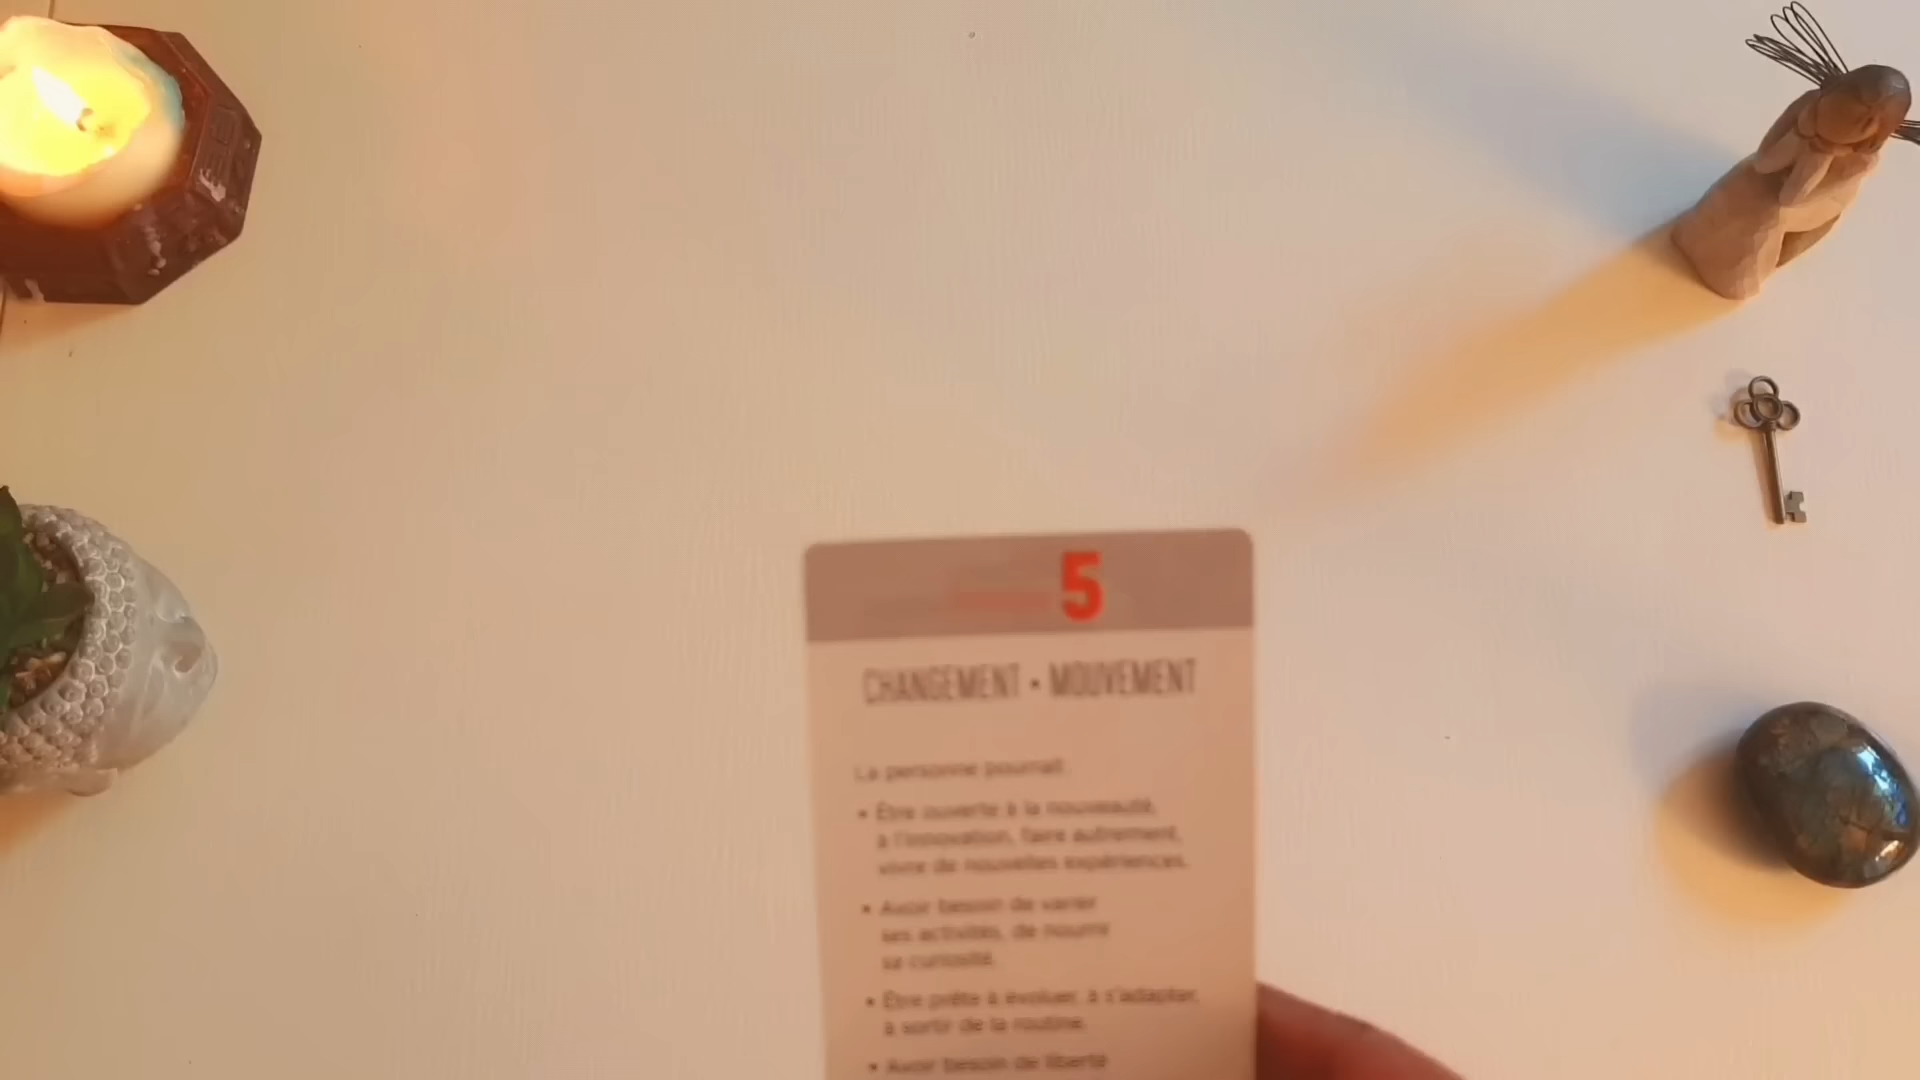 5
CHANGEMENT • MOUVEMENT
La personne pourrait:
• Être ouverte à la nouveauté,
à l'innovation, faire autrement,
vivre de nouvelles expériences.
• Avoir besoin de varier
ses activités, de nourrir
sa curiosité.
• Être prête à évoluer, à s'adapter,
à sortir de la routine.
• Avoir besoin de liberté